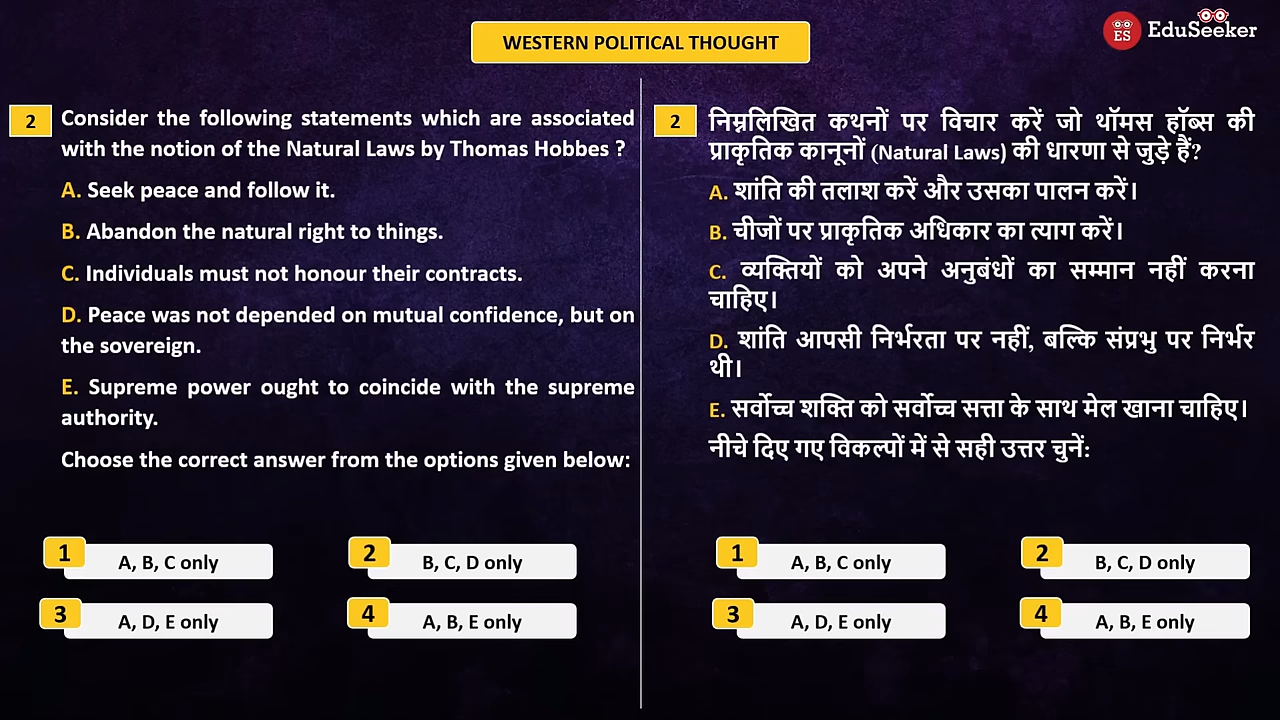 WESTERN POLITICAL THOUGHT
ES EduSeeker
2 Consider the following statements which are associated
with the notion of the Natural Laws by Thomas Hobbes ?
A. Seek peace and follow it.
B. Abandon the natural right to things.
C. Individuals must not honour their contracts.
D. Peace was not depended on mutual confidence, but on
the sovereign.
E. Supreme power ought to coincide with the supreme
authority.
Choose the correct answer from the options given below:
1 A, B, C only
2 B, C, D only
3 A, D, E only
4 A, B, E only
2 निम्नलिखित कथनों पर विचार करें जो थॉमस हॉब्स की
प्राकृतिक कानूनों (Natural Laws) की धारणा से जुड़े हैं?
A. शांति की तलाश करें और उसका पालन करें।
B. चीजों पर प्राकृतिक अधिकार का त्याग करें।
C. व्यक्तियों को अपने अनुबंधों का सम्मान नहीं करना
चाहिए।
D. शांति आपसी निर्भरता पर नहीं, बल्कि संप्रभु पर निर्भर
थी।
E. सर्वोच्च शक्ति को सर्वोच्च सत्ता के साथ मेल खाना चाहिए।
नीचे दिए गए विकल्पों में से सही उत्तर चुनें:
1 A, B, C only
2 B, C, D only
3 A, D, E only
4 A, B, E only